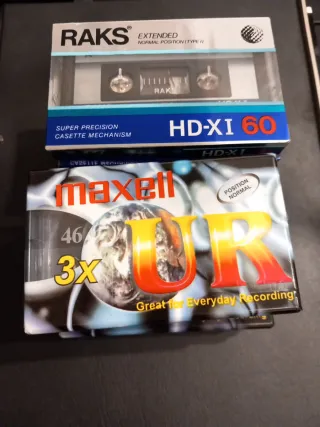 RAKS®
EXTENDED
NORMAL POSITION (TYPE I)
RAKS
SUPER PRECISION
CASETTE MECHANISM
HD-XI 60
HD-XI
maxell
POSITION
NORMAL
46
3x
UR
Great for Everyday Recording